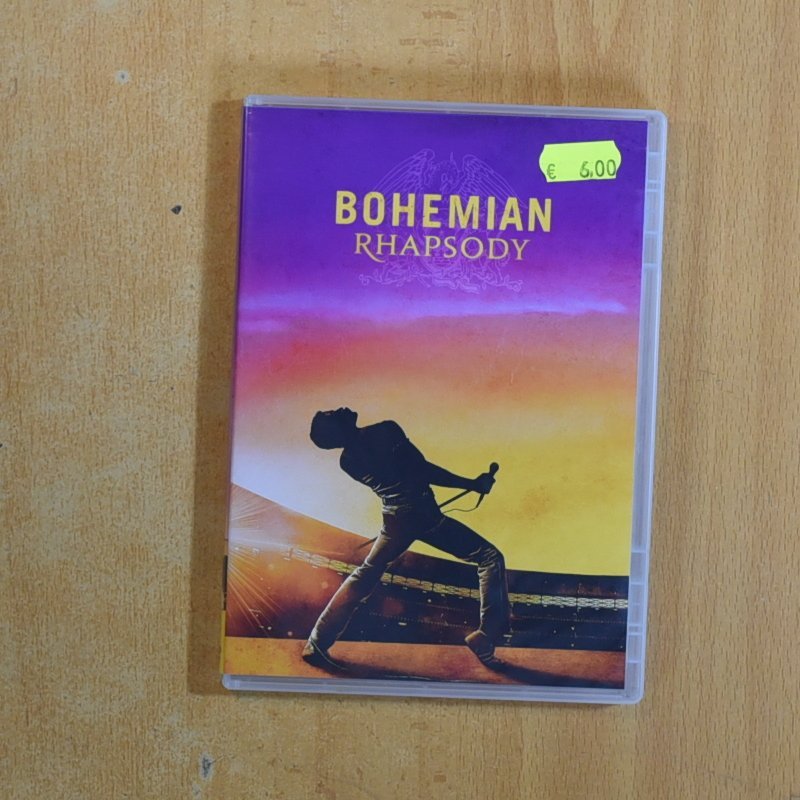 € 6,00
BOHEMIAN
RHAPSODY